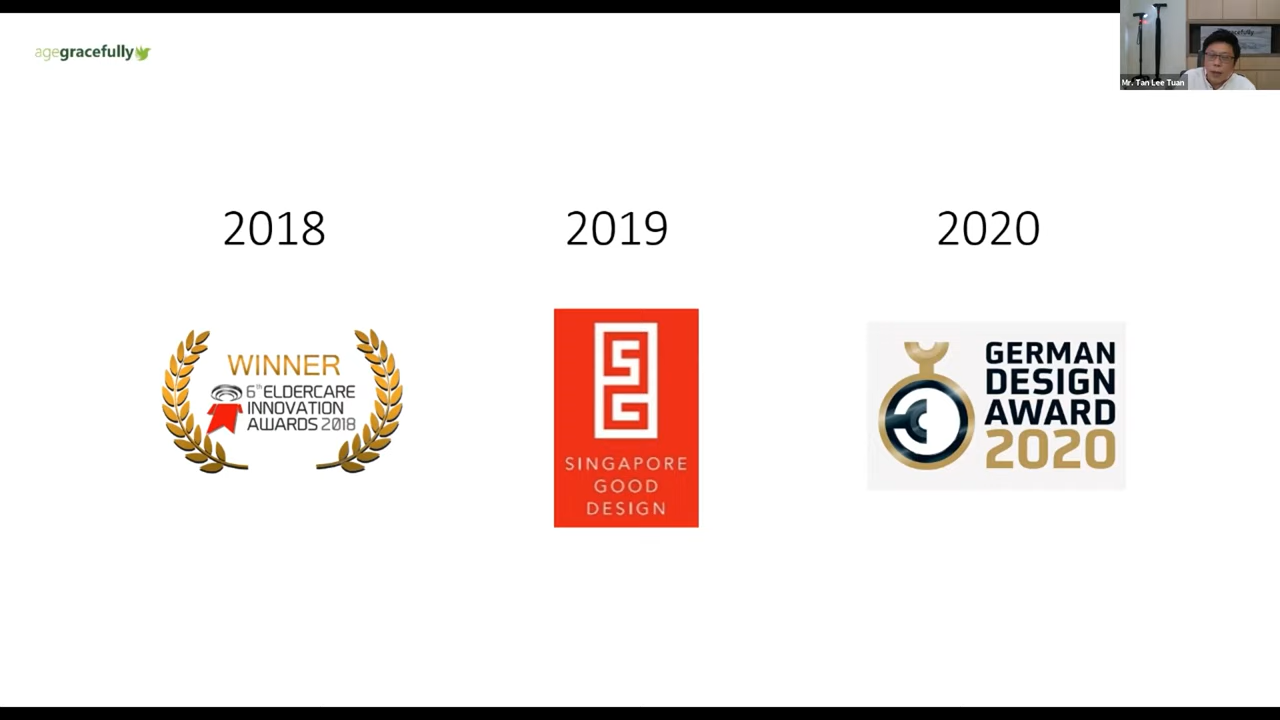 agegracefully
Mr. Tan Lee Tuan
2018
2019
2020
WINNER
6th ELDERCARE
INNOVATION
AWARDS 2018
SG
SINGAPORE
GOOD
DESIGN
GERMAN
DESIGN
AWARD
2020